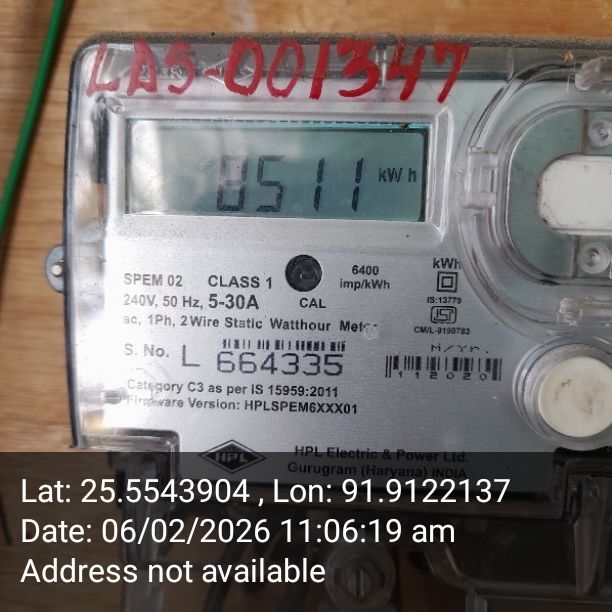 LAS-001347
8511 kWh
SPEM 02 CLASS 1 6400 imp/kWh kWh
240V, 50 Hz, 5-30A CAL IS:13779
ac, 1Ph, 2Wire Static Watthour Meter CM/L-9190783
S. No. L 664335 M/Yr.
112020
Category C3 as per IS 15959:2011
Firmware Version: HPLSPEM6XXX01
HPL HPL Electric & Power Ltd.
Gurugram (Haryana) INDIA
Lat: 25.5543904 , Lon: 91.9122137
Date: 06/02/2026 11:06:19 am
Address not available